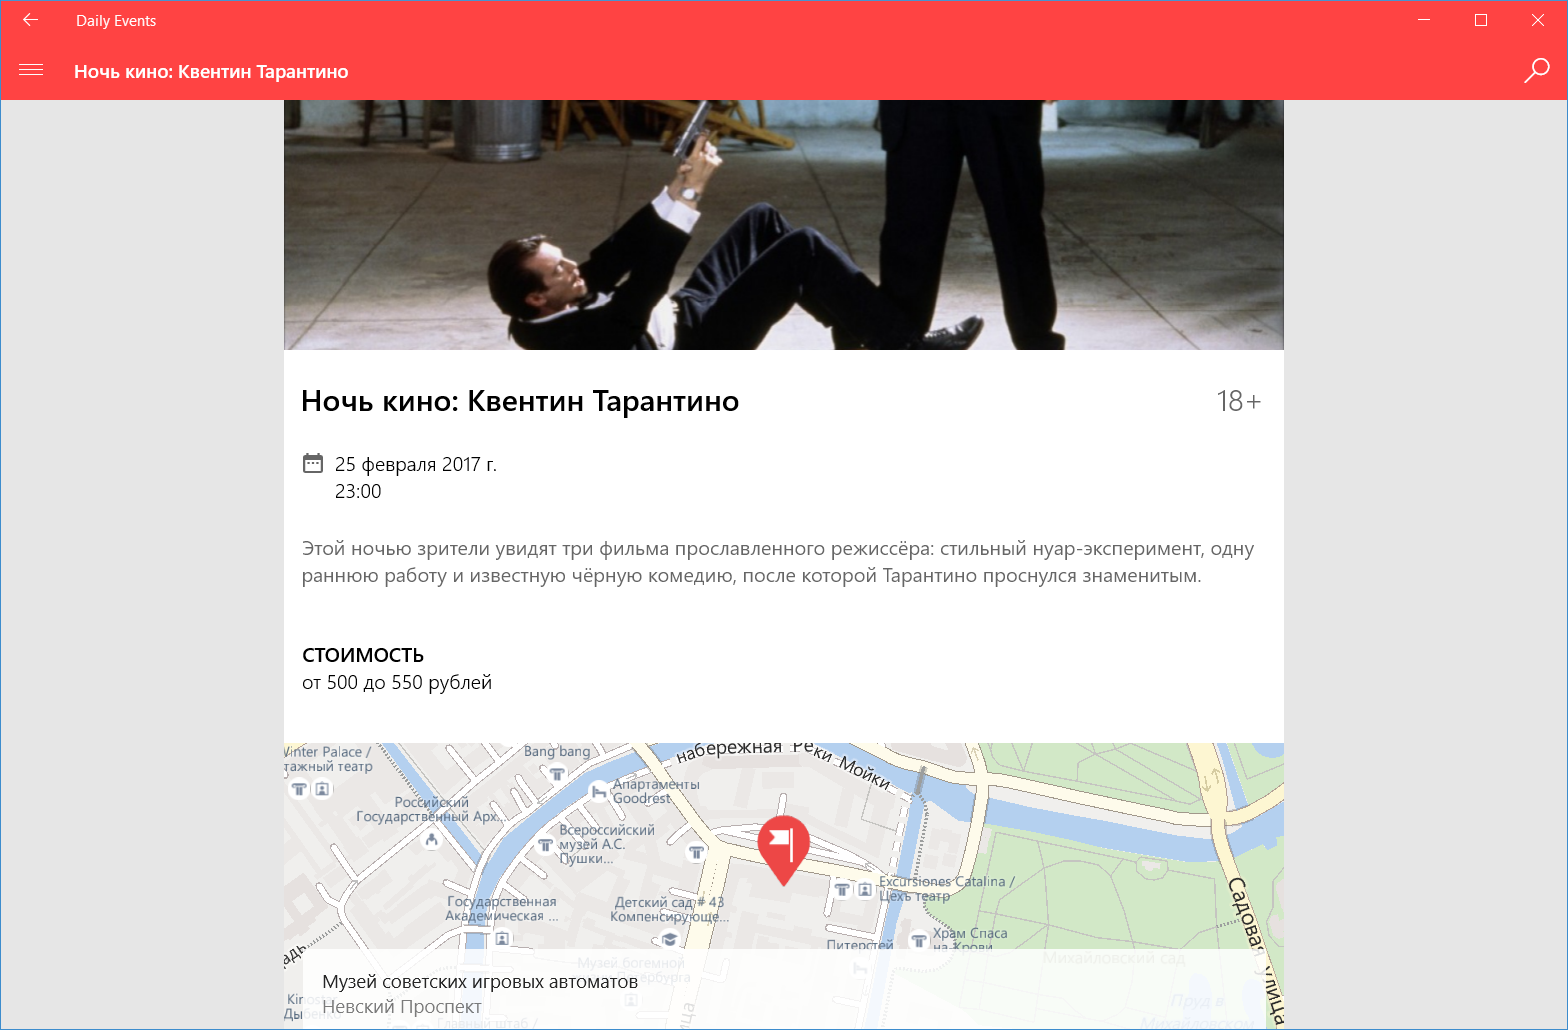 Daily Events
Ночь кино: Квентин Тарантино
Ночь кино: Квентин Тарантино
18+
25 февраля 2017 г.
23:00
Этой ночью зрители увидят три фильма прославленного режиссёра: стильный нуар-эксперимент, одну
раннюю работу и известную чёрную комедию, после которой Тарантино проснулся знаменитым.
СТОИМОСТЬ
от 500 до 550 рублей
Winter Palace /
тажный театр
Bang bang
набережная Реки Мойки
Апартаменты
Goodrest
Российский
Государственный Арх...
Всероссийский
музей А.С.
Пушки...
Excursiones Catalina /
Цехъ театр
Государственная
Академическая ...
Детский сад # 43
Компенсирующе...
Садовая улица
Питерстей
Храм Спаса
на Крови
Михайловский сад
Музей богемной
Петербурга
Музей советских игровых автоматов
Невский Проспект
Пруд в
Михайловском
Главный штаб /